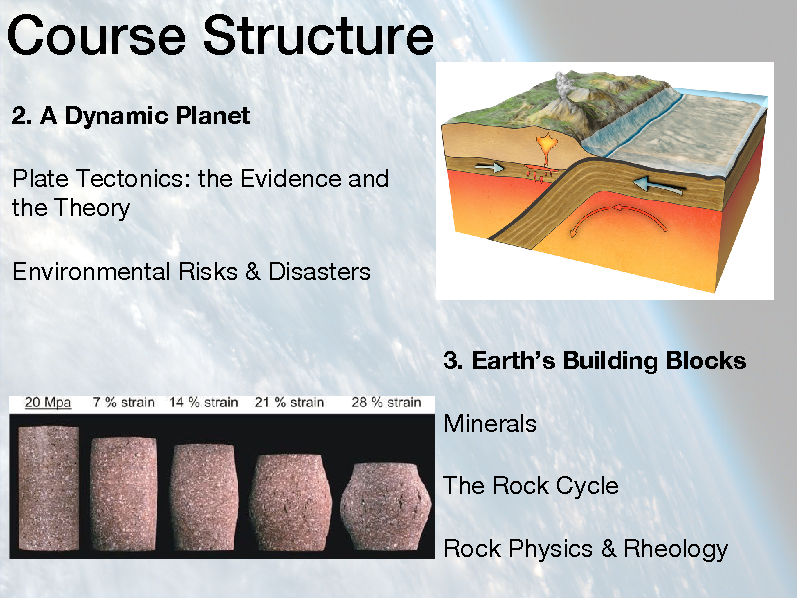 Course Structure
2. A Dynamic Planet
Plate Tectonics: the Evidence and
the Theory
Environmental Risks & Disasters
3. Earth's Building Blocks
Minerals
The Rock Cycle
Rock Physics & Rheology
20 Mpa 7 % strain 14 % strain 21 % strain 28 % strain